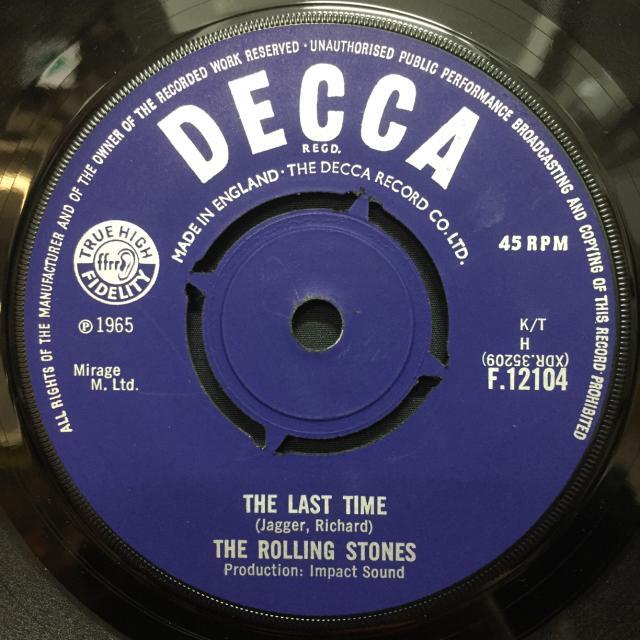 ALL RIGHTS OF THE MANUFACTURER AND OF THE OWNER OF THE RECORDED WORK RESERVED · UNAUTHORISED PUBLIC PERFORMANCE BROADCASTING AND COPYING OF THIS RECORD PROHIBITED
DECCA
REGD.
MADE IN ENGLAND · THE DECCA RECORD CO. LTD.
TRUE HIGH
ffrr
FIDELITY
45 RPM
℗ 1965
K/T
H
Mirage
M. Ltd.
(XDR.35209)
F.12104
THE LAST TIME
(Jagger, Richard)
THE ROLLING STONES
Production: Impact Sound